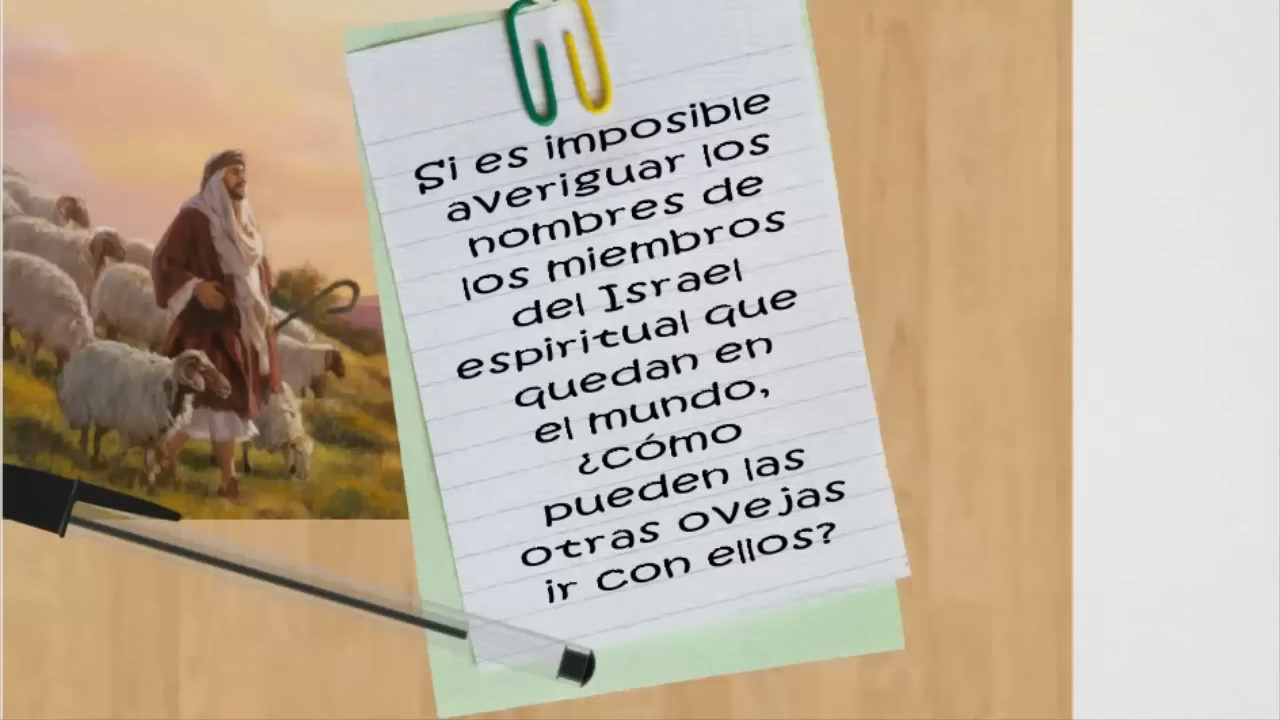 Si es imposible
averiguar los
nombres de
los miembros
del Israel
espiritual que
quedan en
el mundo,
¿cómo
pueden las
otras ovejas
ir con ellos?